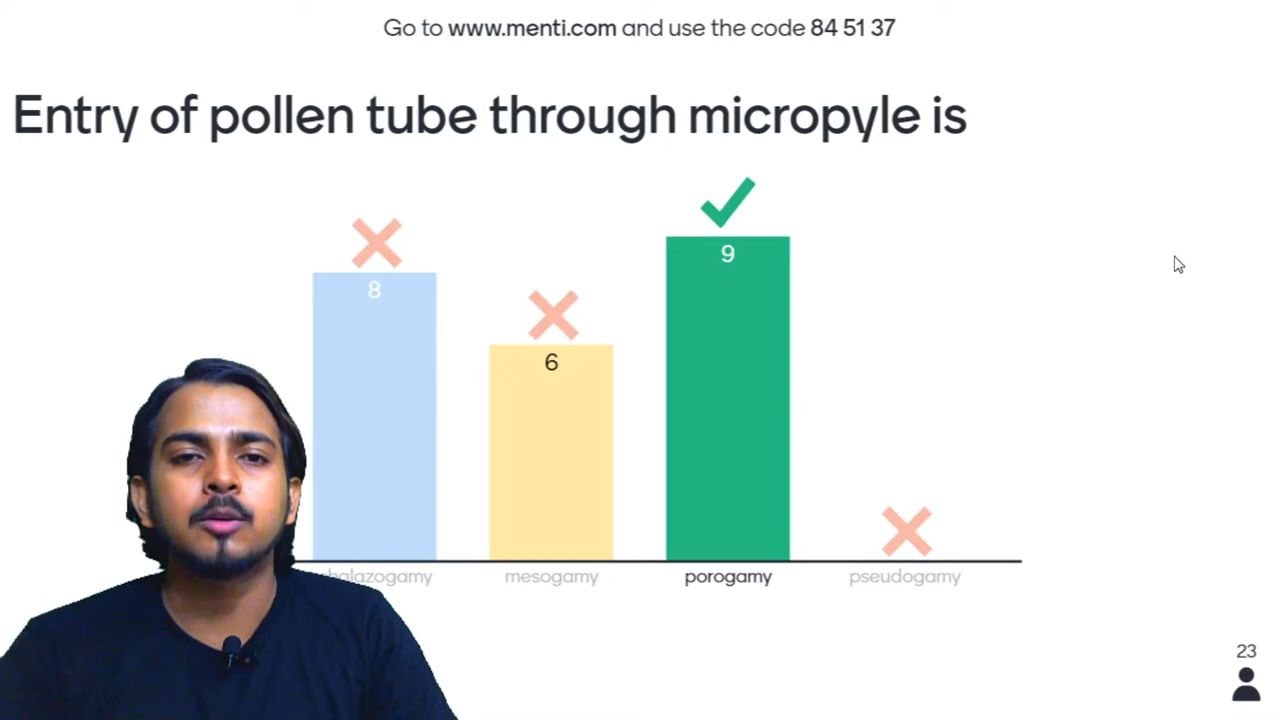 Go to www.menti.com and use the code 84 51 37
Entry of pollen tube through micropyle is
8
6
9
halazogamy
mesogamy
porogamy
pseudogamy
23